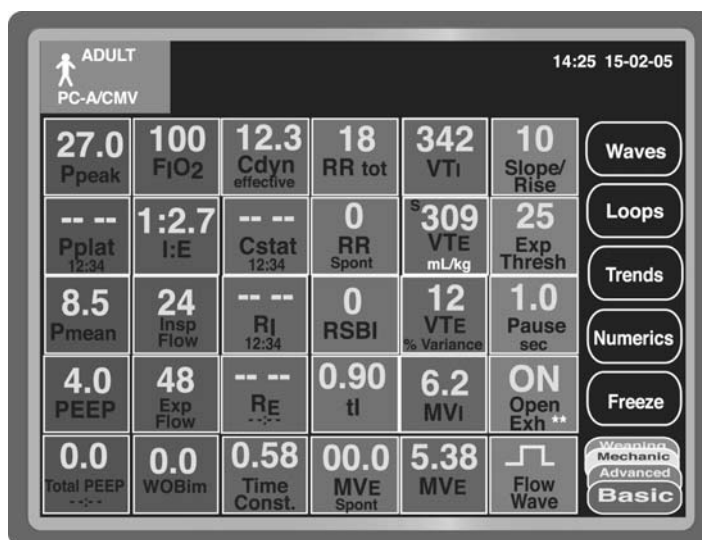 ADULT
14:25 15-02-05
PC-A/CMV
27.0 100 12.3 18 342 10
Ppeak FIO2 Cdyn RR tot VTI Slope/
effective Rise
Waves
-- -- 1:2.7 -- -- 0 S309 25
Pplat I:E Cstat RR VTE Exp
12:34 12:34 Spont mL/kg Thresh
Loops
Trends
8.5 24 -- -- 0 12 1.0
Pmean Insp RI RSBI VTE Pause
Flow 12:34 % Variance sec
Numerics
4.0 48 -- -- 0.90 6.2 ON
PEEP Exp RE tI MVI Open
Flow --:-- Exh **
Freeze
0.0 0.0 0.58 00.0 5.38
Total PEEP WOBim Time MVE MVE Flow
--:-- Const. Spont Wave
Weaning
Mechanic
Advanced
Basic